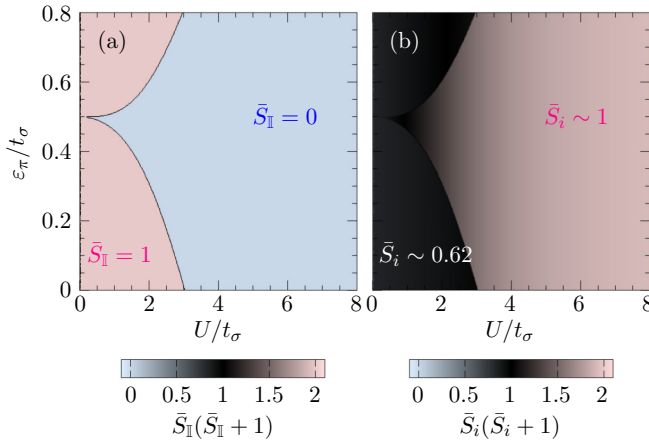 (a)
(b)
S̄_𝕀 = 0
S̄_i ∼ 1
S̄_𝕀 = 1
S̄_i ∼ 0.62
ε_π/t_σ
0.8
0.6
0.4
0.2
0
0 2 4 6 8
0 2 4 6 8
U/t_σ
U/t_σ
0 0.5 1 1.5 2
0 0.5 1 1.5 2
S̄_𝕀(S̄_𝕀 + 1)
S̄_i(S̄_i + 1)